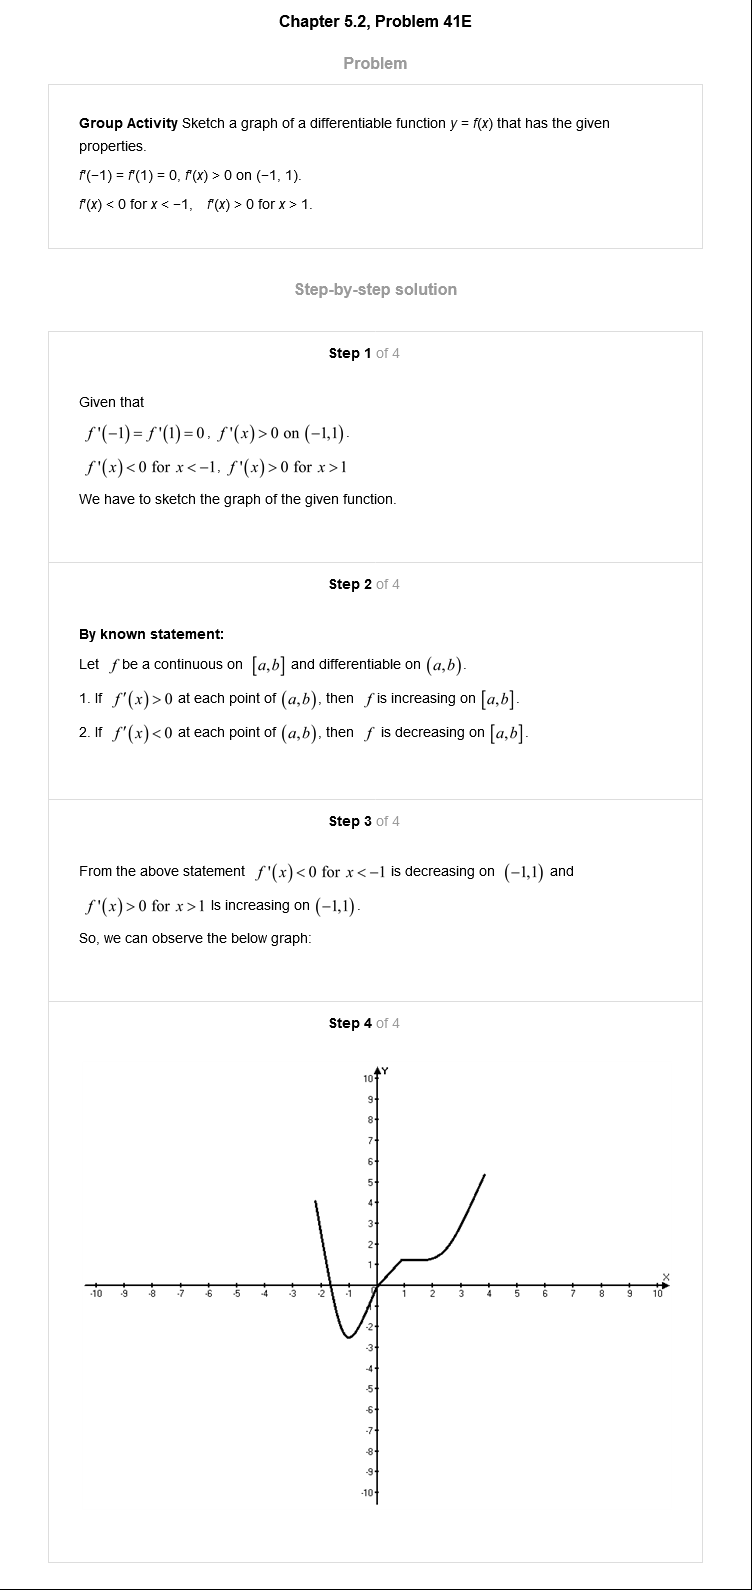 Chapter 5.2, Problem 41E
Problem
Group Activity Sketch a graph of a differentiable function y = f(x) that has the given
properties.
f'(−1) = f'(1) = 0, f'(x) > 0 on (−1, 1).
f'(x) < 0 for x < −1, f'(x) > 0 for x > 1.
Step-by-step solution
Step 1 of 4
Given that
f'(−1) = f'(1) = 0, f'(x) > 0 on (−1,1).
f'(x) < 0 for x < −1, f'(x) > 0 for x > 1
We have to sketch the graph of the given function.
Step 2 of 4
By known statement:
Let f be a continuous on [a,b] and differentiable on (a,b).
1. If f'(x) > 0 at each point of (a,b), then f is increasing on [a,b].
2. If f'(x) < 0 at each point of (a,b), then f is decreasing on [a,b].
Step 3 of 4
From the above statement f'(x) < 0 for x < −1 is decreasing on (−1,1) and
f'(x) > 0 for x > 1 Is increasing on (−1,1).
So, we can observe the below graph:
Step 4 of 4
Y
10
9
8
7
6
5
4
3
2
1
X
-10 -9 -8 -7 -6 -5 -4 -3 -2 -1 0 1 2 3 4 5 6 7 8 9 10
-1
-2
-3
-4
-5
-6
-7
-8
-9
-10